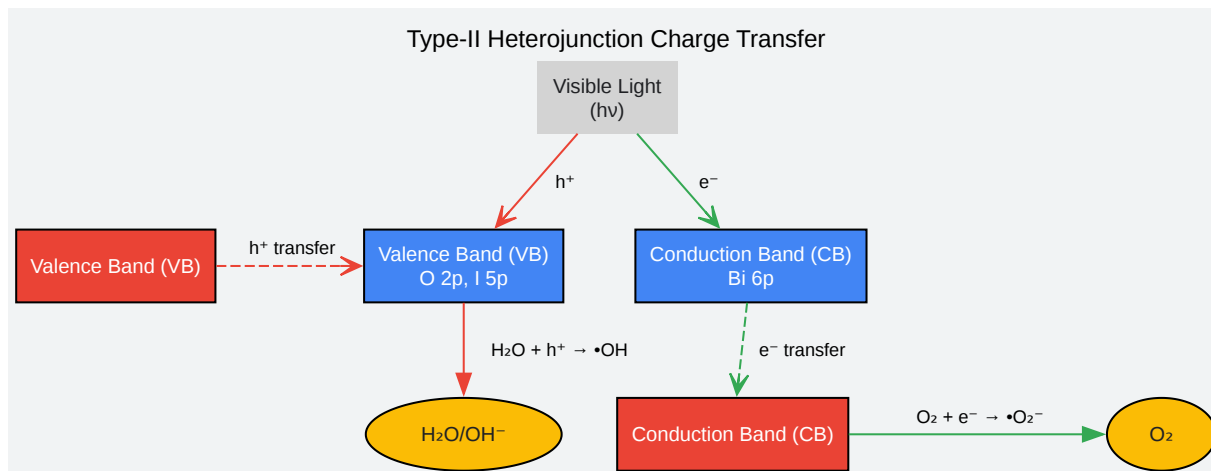 Type-II Heterojunction Charge Transfer
Visible Light
(hν)
h⁺
e⁻
Valence Band (VB)
h⁺ transfer
Valence Band (VB)
O 2p, I 5p
Conduction Band (CB)
Bi 6p
H₂O + h⁺ → •OH
e⁻ transfer
H₂O/OH⁻
Conduction Band (CB)
O₂ + e⁻ → •O₂⁻
O₂